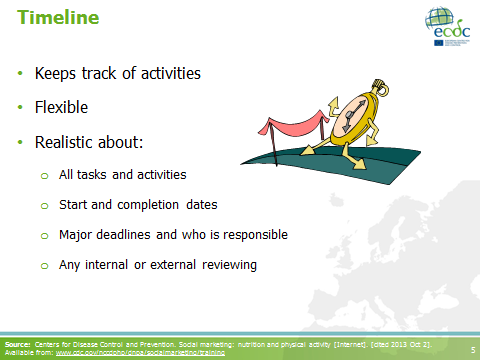 Timeline
ecdc
• Keeps track of activities
• Flexible
• Realistic about:
o All tasks and activities
o Start and completion dates
o Major deadlines and who is responsible
o Any internal or external reviewing
Source: Centers for Disease Control and Prevention. Social marketing: nutrition and physical activity [Internet]. [cited 2013 Oct 2].
Available from: www.cdc.gov/nccdphp/dnpa/socialmarketing/training
5